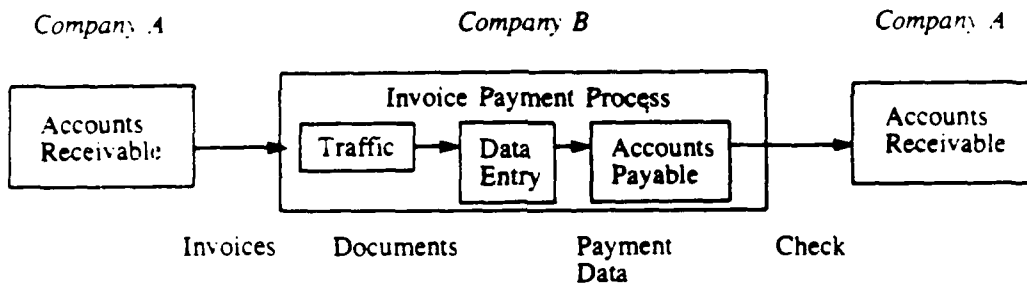 Company A
Company B
Company A
Invoice Payment Process
Accounts
Receivable
Traffic
Data
Entry
Accounts
Payable
Accounts
Receivable
Invoices
Documents
Payment
Data
Check